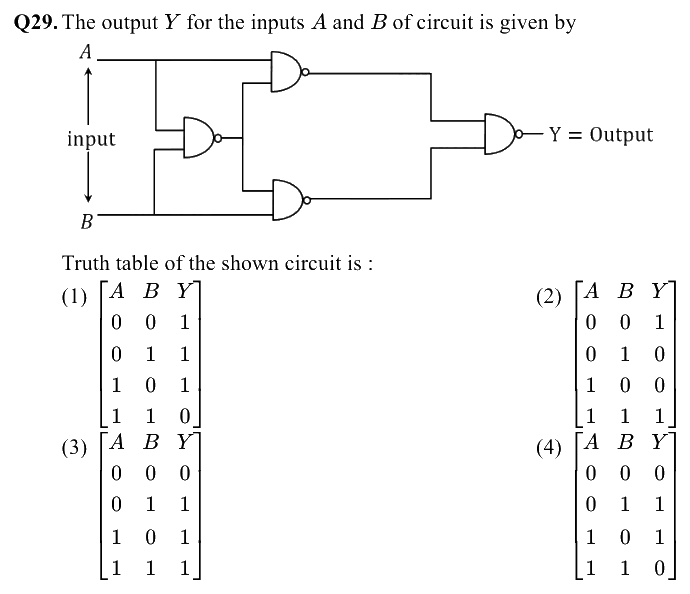 Q29. The output Y for the inputs A and B of circuit is given by
A
input
Y = Output
B
Truth table of the shown circuit is :
(1)
A B Y
0 0 1
0 1 1
1 0 1
1 1 0
(2)
A B Y
0 0 1
0 1 0
1 0 0
1 1 1
(3)
A B Y
0 0 0
0 1 1
1 0 1
1 1 1
(4)
A B Y
0 0 0
0 1 1
1 0 1
1 1 0